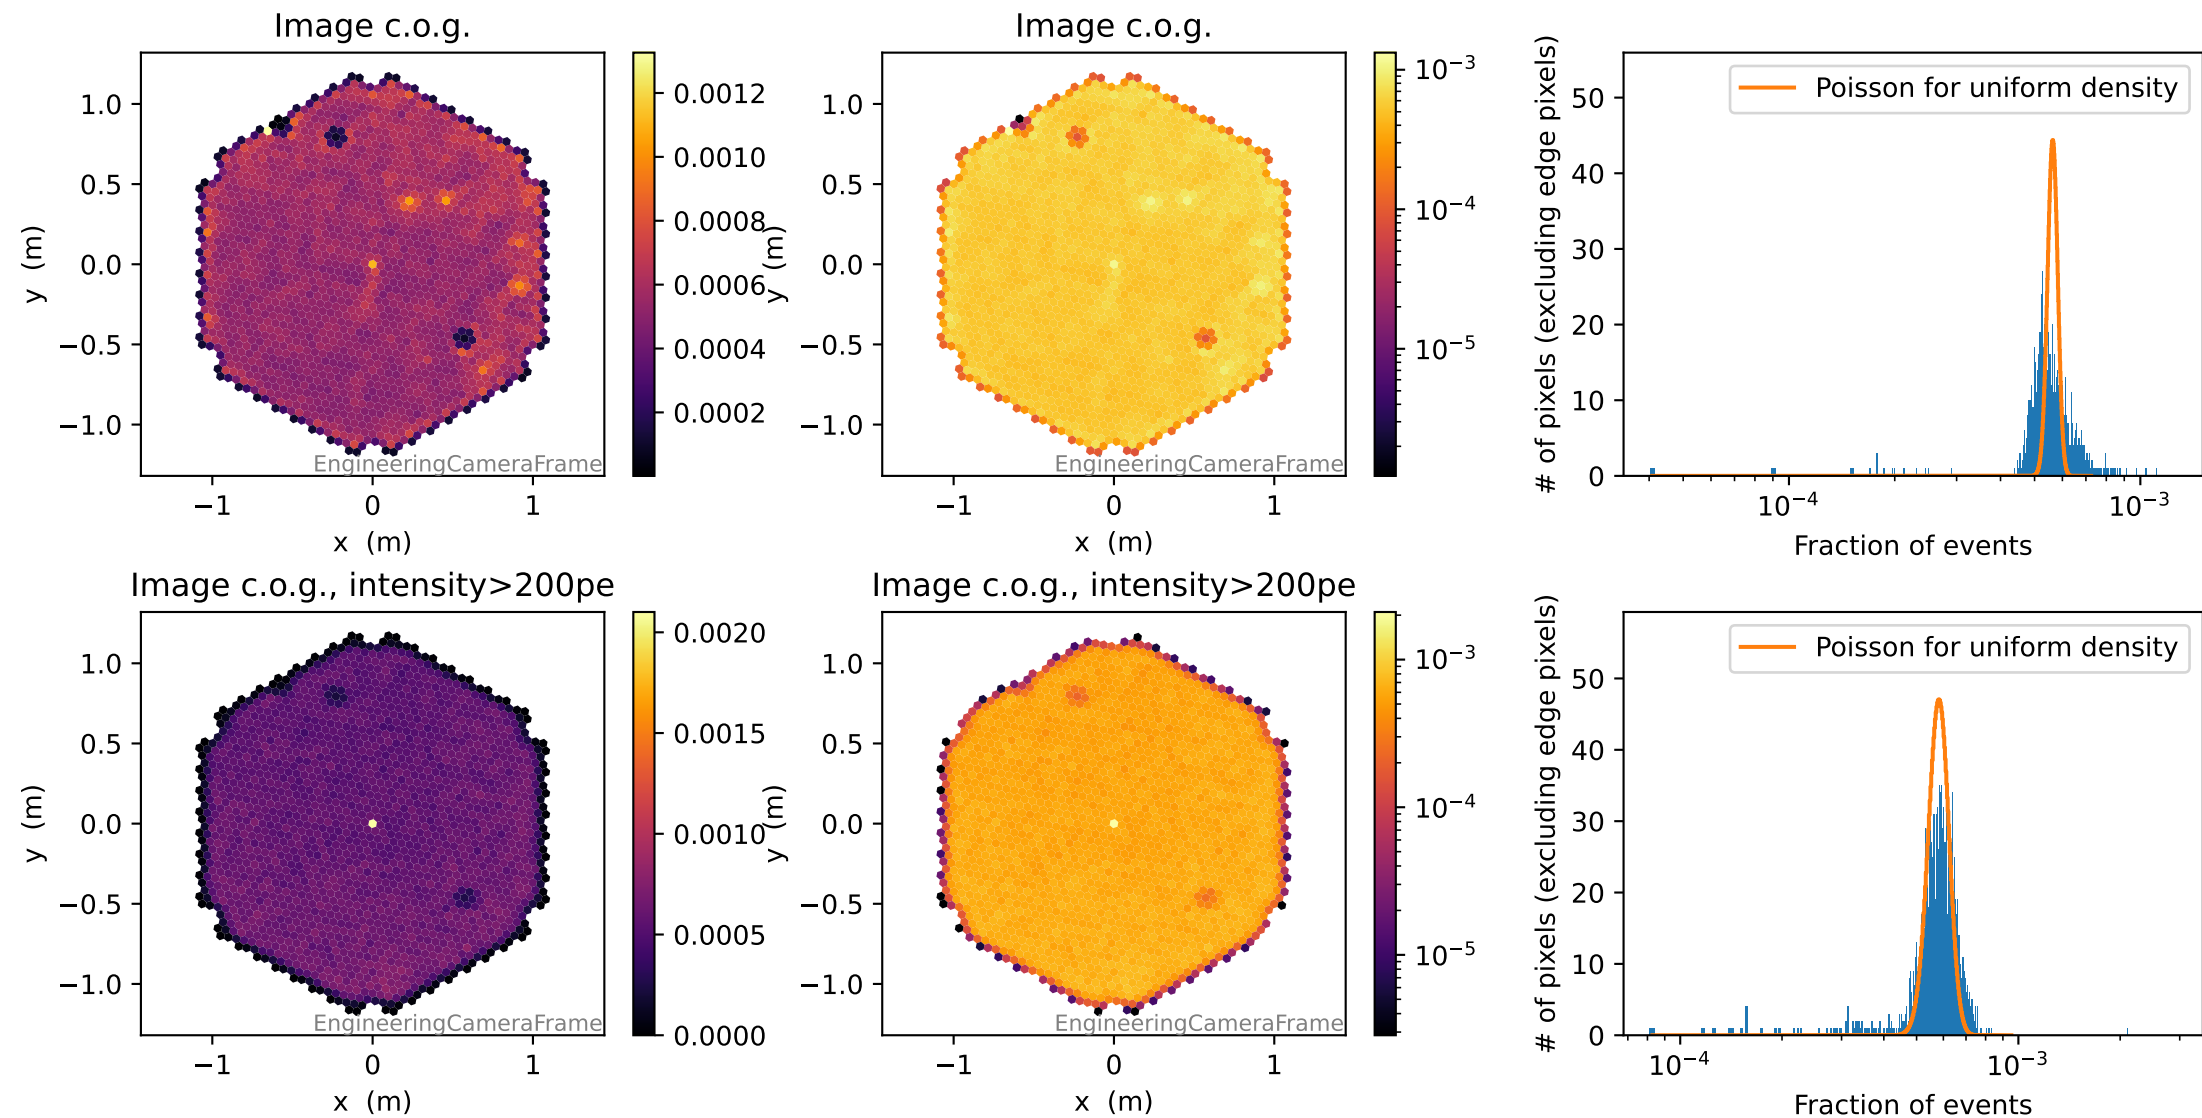 Image c.o.g.
1.0
0.5
0.0
−0.5
−1.0
y (m)
−1
0
1
x (m)
EngineeringCameraFrame
0.0012
0.0010
0.0008
0.0006
0.0004
0.0002
Image c.o.g.
1.0
0.5
0.0
−0.5
−1.0
y (m)
−1
0
1
x (m)
EngineeringCameraFrame
10−3
10−4
10−5
Poisson for uniform density
50
40
30
20
10
0
# of pixels (excluding edge pixels)
10−4
10−3
Fraction of events
Image c.o.g., intensity>200pe
1.0
0.5
0.0
−0.5
−1.0
y (m)
−1
0
1
x (m)
EngineeringCameraFrame
0.0020
0.0015
0.0010
0.0005
0.0000
Image c.o.g., intensity>200pe
1.0
0.5
0.0
−0.5
−1.0
y (m)
−1
0
1
x (m)
EngineeringCameraFrame
10−3
10−4
10−5
Poisson for uniform density
50
40
30
20
10
0
# of pixels (excluding edge pixels)
10−4
10−3
Fraction of events